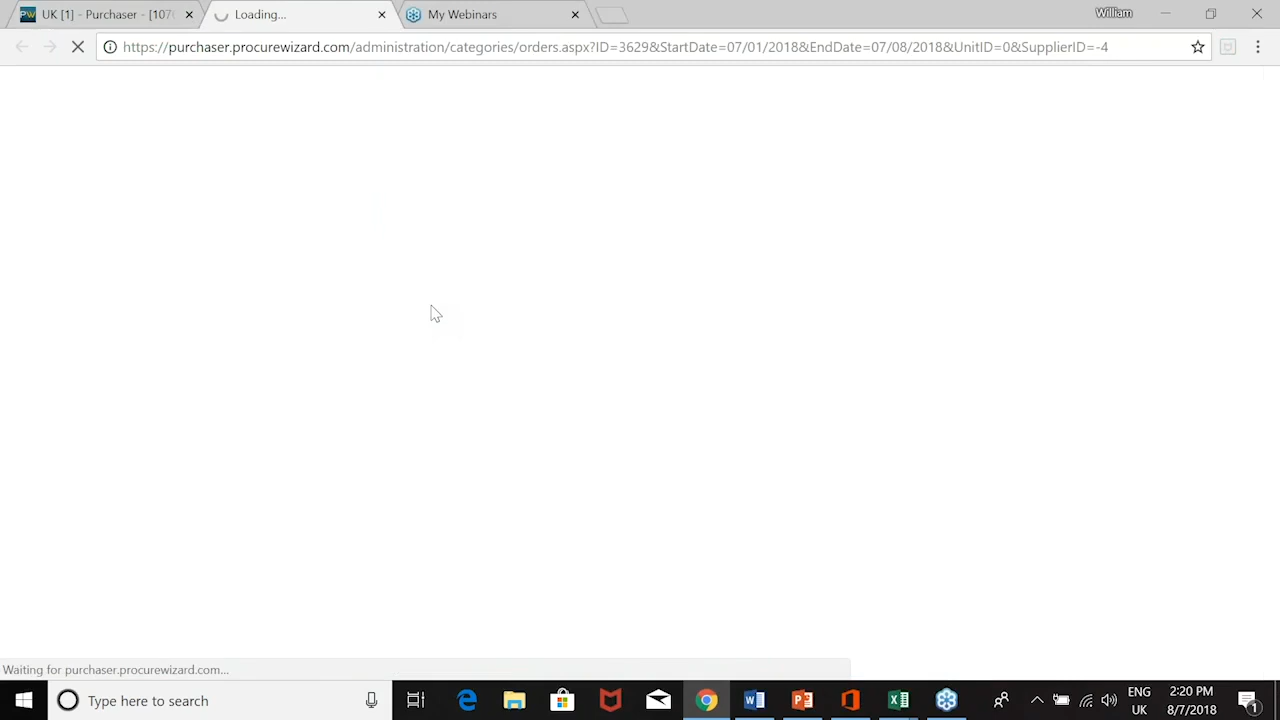 UK [1] - Purchaser - [107
Loading...
My Webinars
William
https://purchaser.procurewizard.com/administration/categories/orders.aspx?ID=3629&StartDate=07/01/2018&EndDate=07/08/2018&UnitID=0&SupplierID=-4
Waiting for purchaser.procurewizard.com...
Type here to search
ENG
UK
2:20 PM
8/7/2018
1